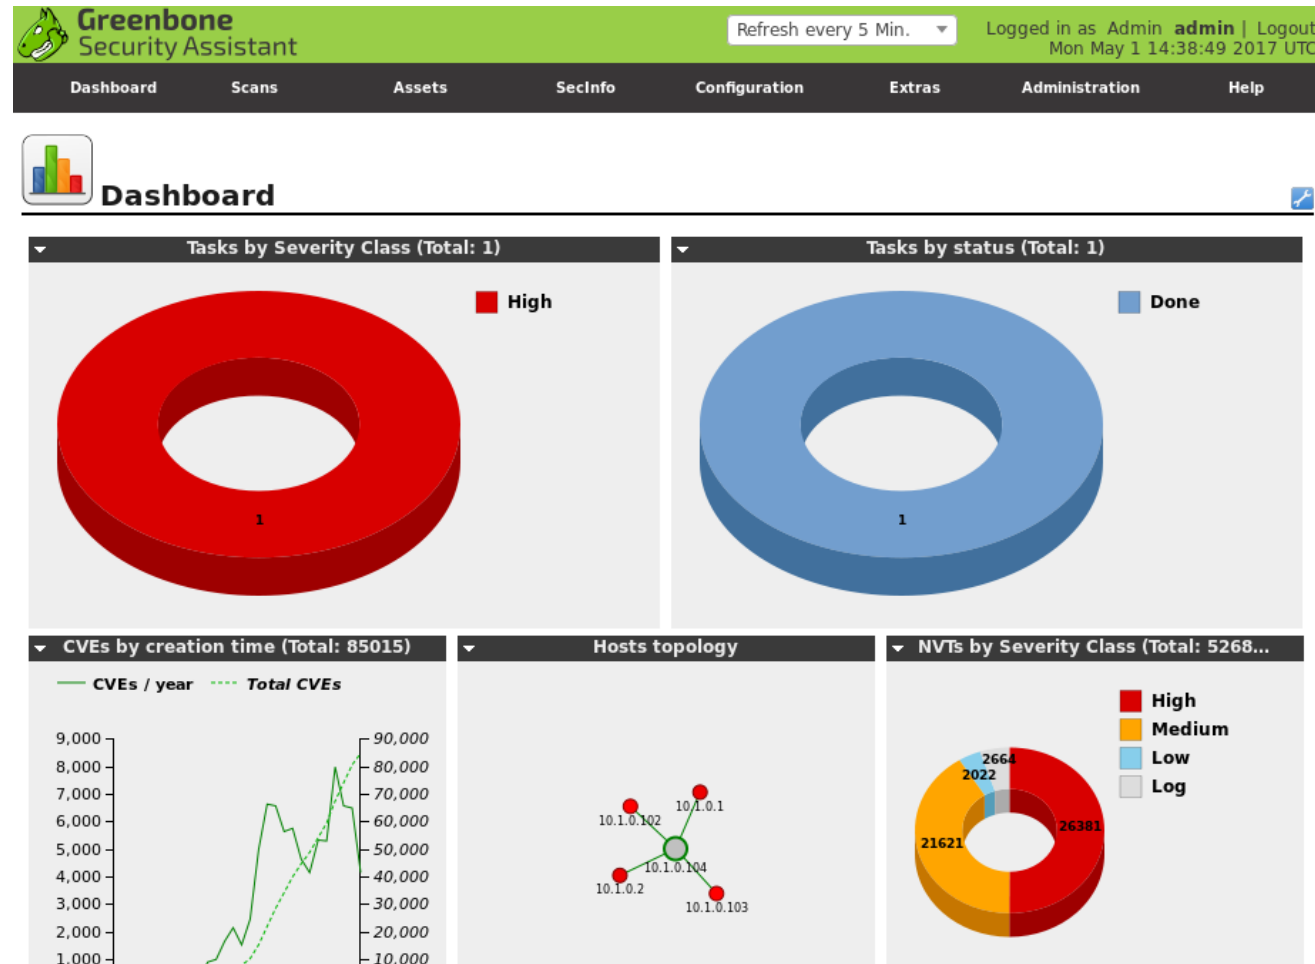 Greenbone
Security Assistant
Refresh every 5 Min.
Logged in as Admin admin | Logout
Mon May 1 14:38:49 2017 UTC
Dashboard Scans Assets SecInfo Configuration Extras Administration Help
Dashboard
Tasks by Severity Class (Total: 1)
High
1
Tasks by status (Total: 1)
Done
1
CVEs by creation time (Total: 85015)
CVEs / year Total CVEs
9,000 90,000
8,000 80,000
7,000 70,000
6,000 60,000
5,000 50,000
4,000 40,000
3,000 30,000
2,000 20,000
1,000 10,000
Hosts topology
10.1.0.1
10.1.0.102
10.1.0.104
10.1.0.2
10.1.0.103
NVTs by Severity Class (Total: 5268...
High
Medium
Low
Log
2664
2022
26381
21621